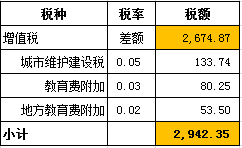 税种 税率 税额
增值税 差额 2,674.87
城市维护建设税 0.05 133.74
教育费附加 0.03 80.25
地方教育费附加 0.02 53.50
小计 2,942.35